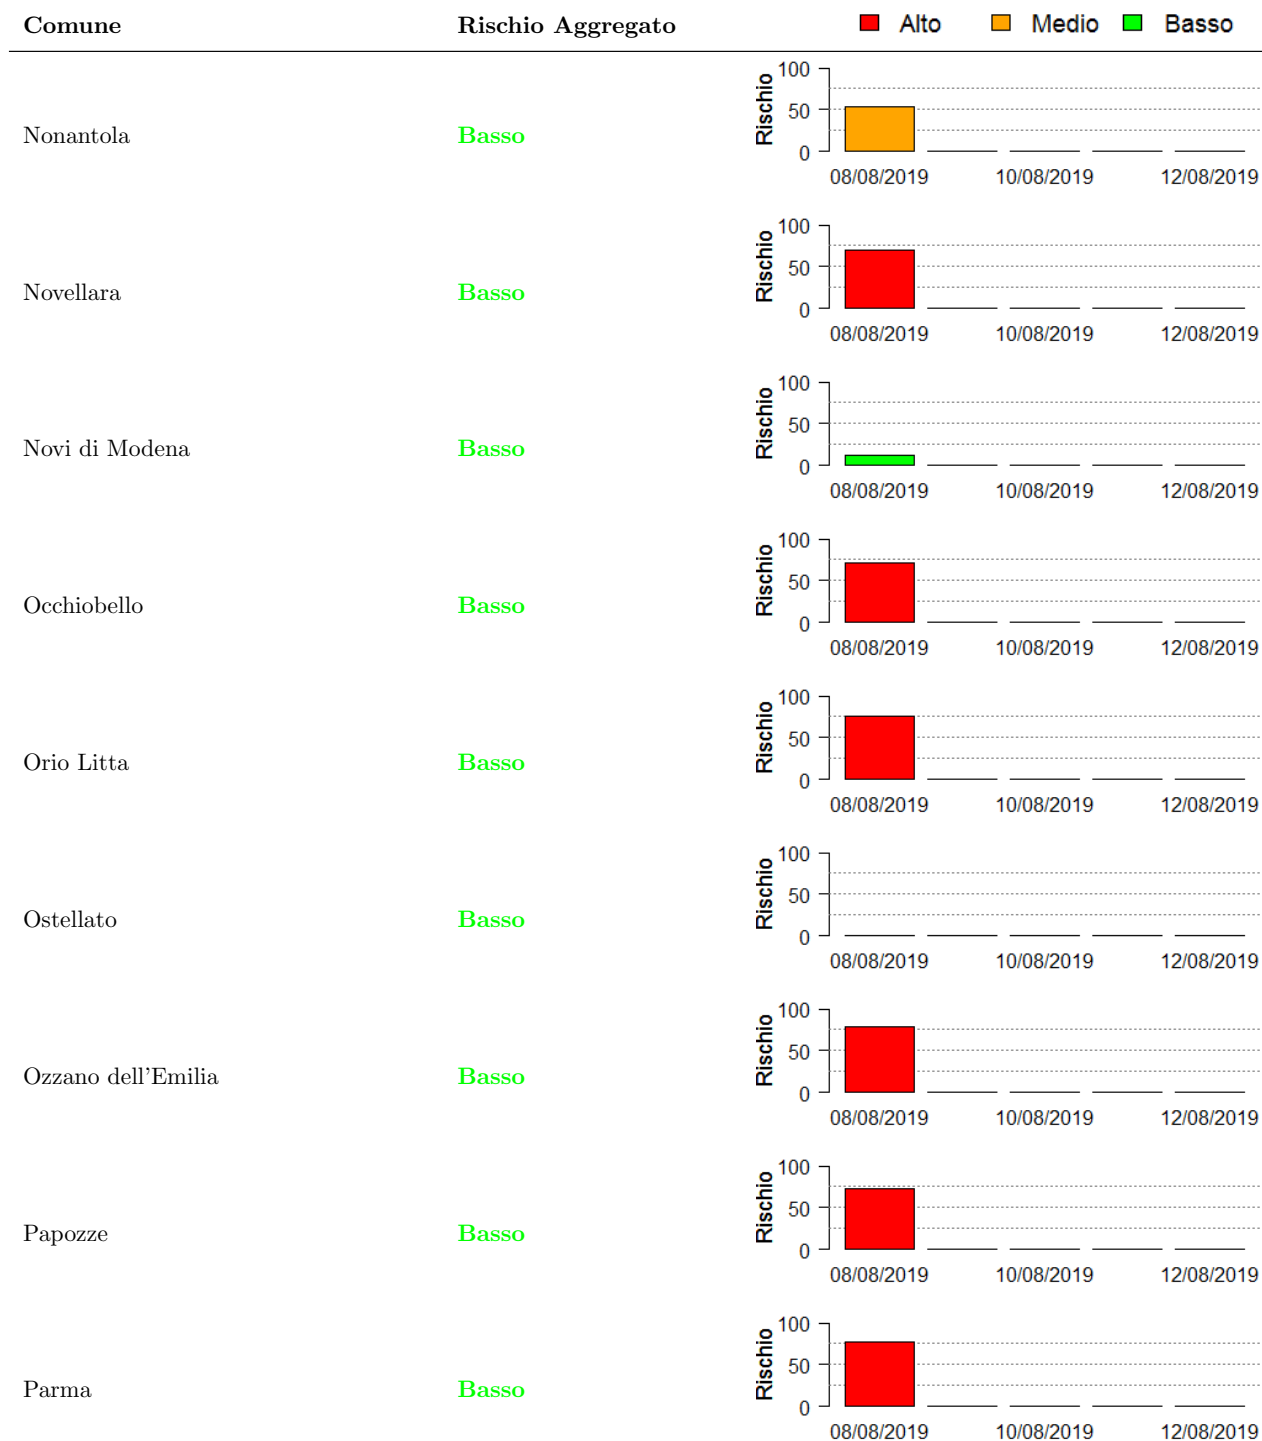 Comune Rischio Aggregato Alto Medio Basso
Nonantola Basso Rischio 100 50 0
08/08/2019 10/08/2019 12/08/2019
Novellara Basso Rischio 100 50 0
08/08/2019 10/08/2019 12/08/2019
Novi di Modena Basso Rischio 100 50 0
08/08/2019 10/08/2019 12/08/2019
Occhiobello Basso Rischio 100 50 0
08/08/2019 10/08/2019 12/08/2019
Orio Litta Basso Rischio 100 50 0
08/08/2019 10/08/2019 12/08/2019
Ostellato Basso Rischio 100 50 0
08/08/2019 10/08/2019 12/08/2019
Ozzano dell'Emilia Basso Rischio 100 50 0
08/08/2019 10/08/2019 12/08/2019
Papozze Basso Rischio 100 50 0
08/08/2019 10/08/2019 12/08/2019
Parma Basso Rischio 100 50 0
08/08/2019 10/08/2019 12/08/2019